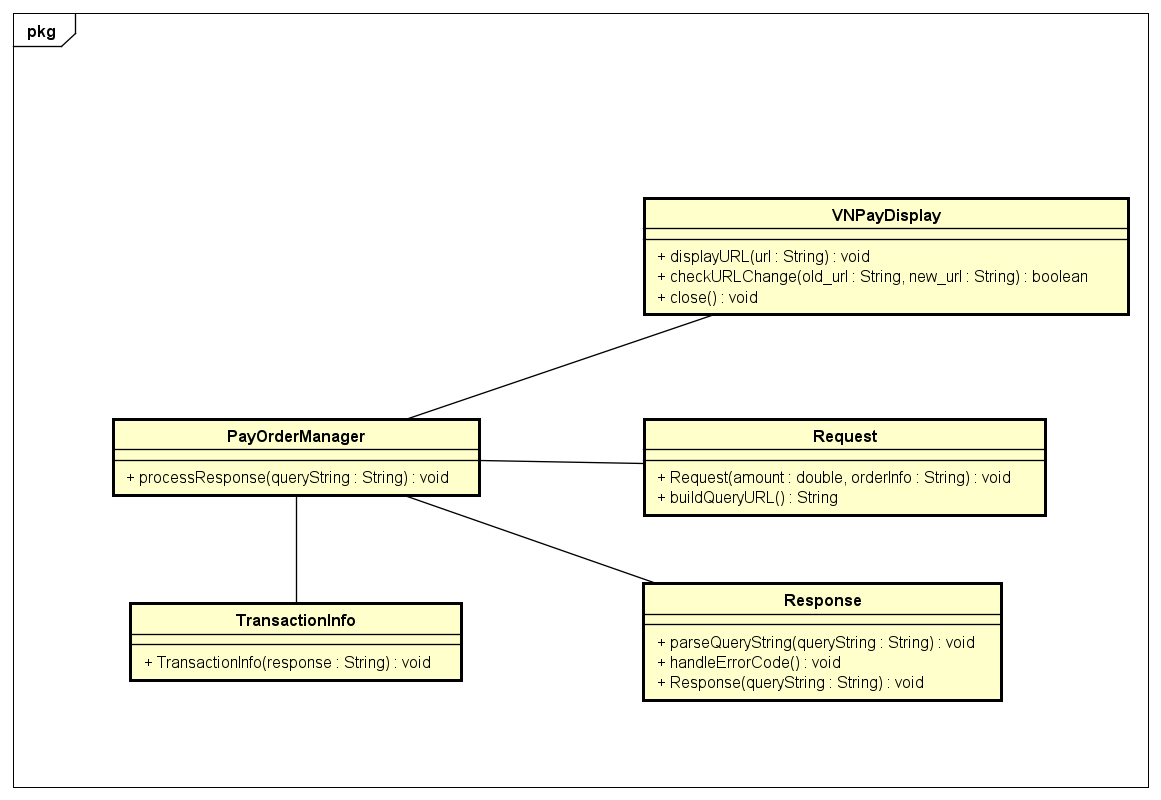 pkg
VNPayDisplay
+ displayURL(url : String) : void
+ checkURLChange(old_url : String, new_url : String) : boolean
+ close() : void
PayOrderManager
+ processResponse(queryString : String) : void
Request
+ Request(amount : double, orderInfo : String) : void
+ buildQueryURL() : String
TransactionInfo
+ TransactionInfo(response : String) : void
Response
+ parseQueryString(queryString : String) : void
+ handleErrorCode() : void
+ Response(queryString : String) : void